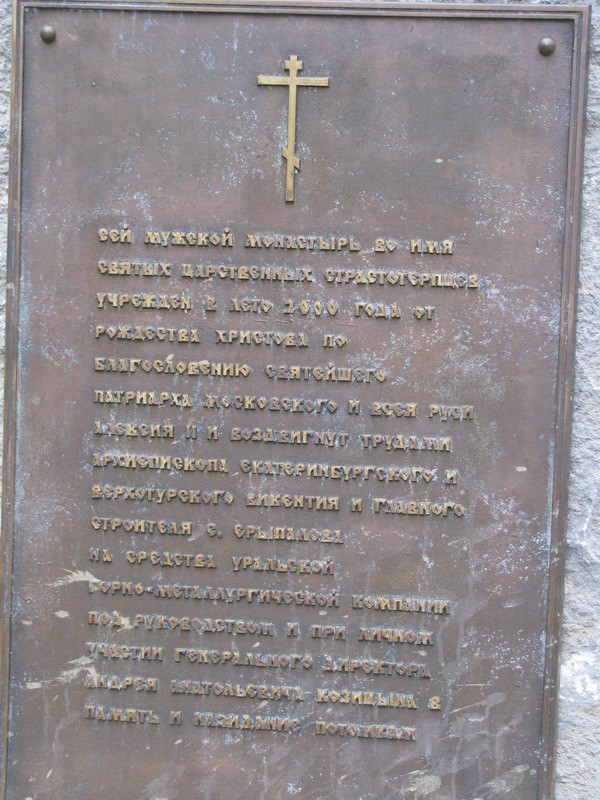 сей мужской монастырь во имя
святых царственных страстотерпцев
учрежден в лето 2000 года от
рождества христова по
благословению святейшего
патриарха московского и всея руси
алексия II и воздвигнут трудами
архиепископа екатеринбургского и
верхотурского викентия и главного
строителя с. ерыпалова
на средства уральской
горно-металлургической компании
под руководством и при личном
участии генерального директора
андрея анатольевича козицына в
память и назидание потомкам